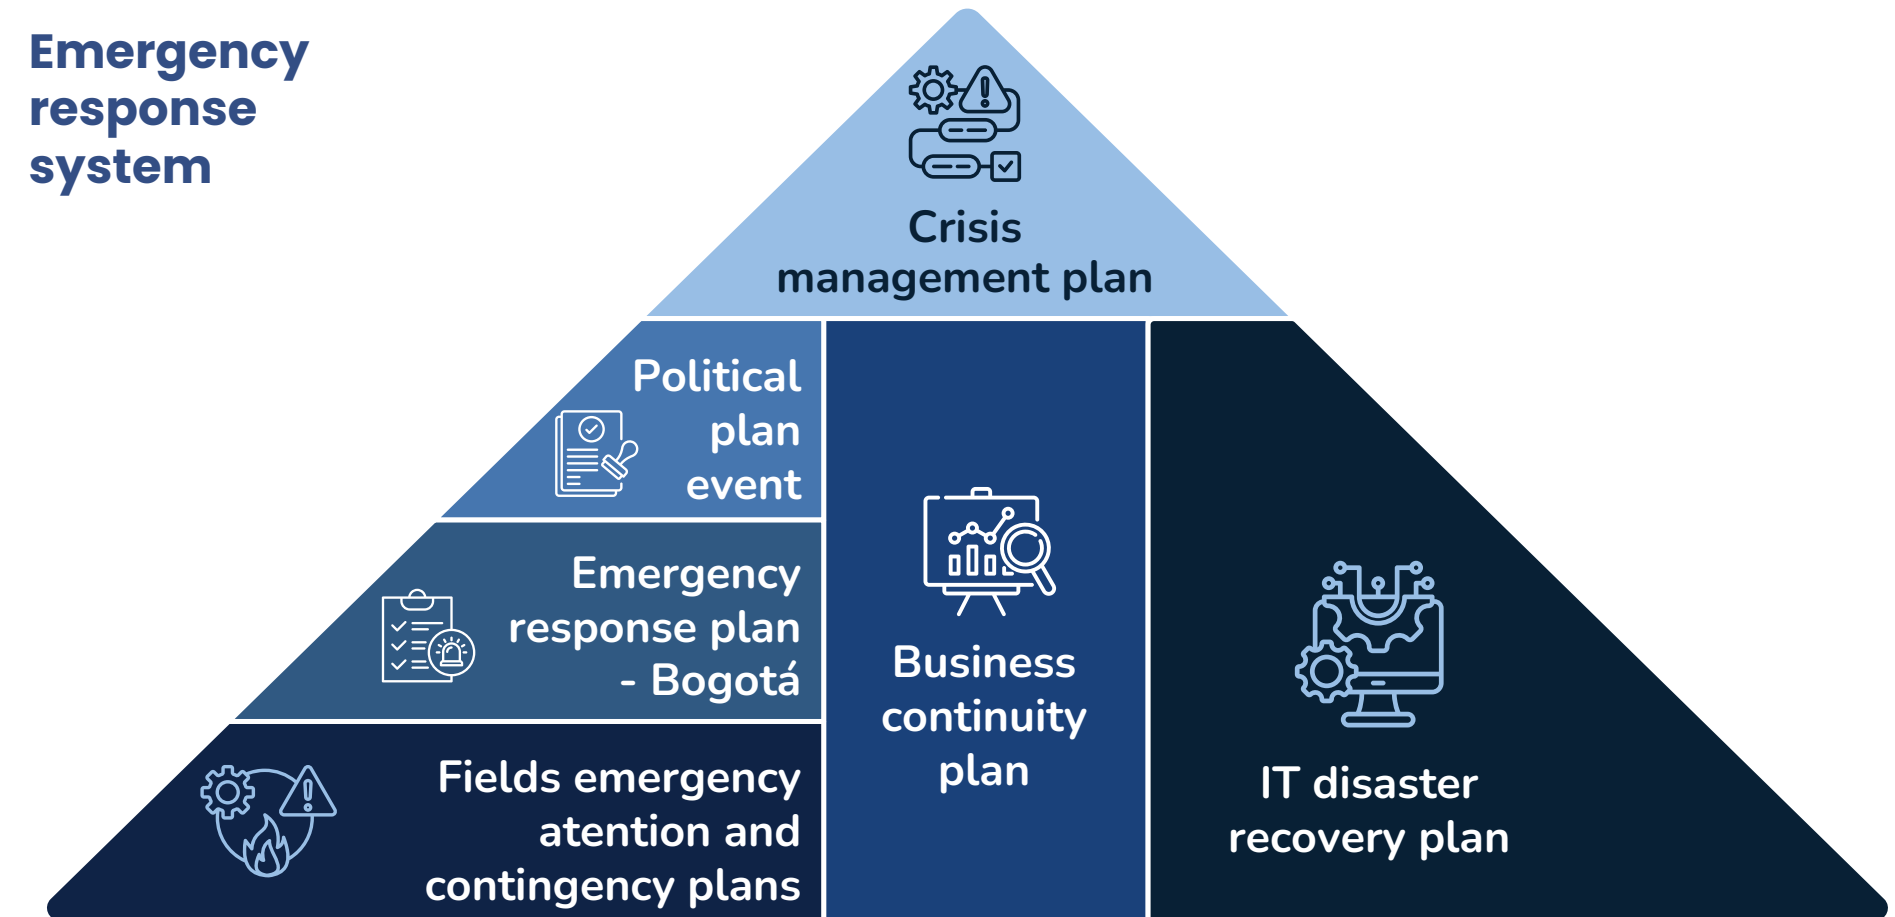 Emergency
response
system
Crisis
management plan
Political
plan
event
Emergency
response plan
- Bogotá
Fields emergency
atention and
contingency plans
Business
continuity
plan
IT disaster
recovery plan